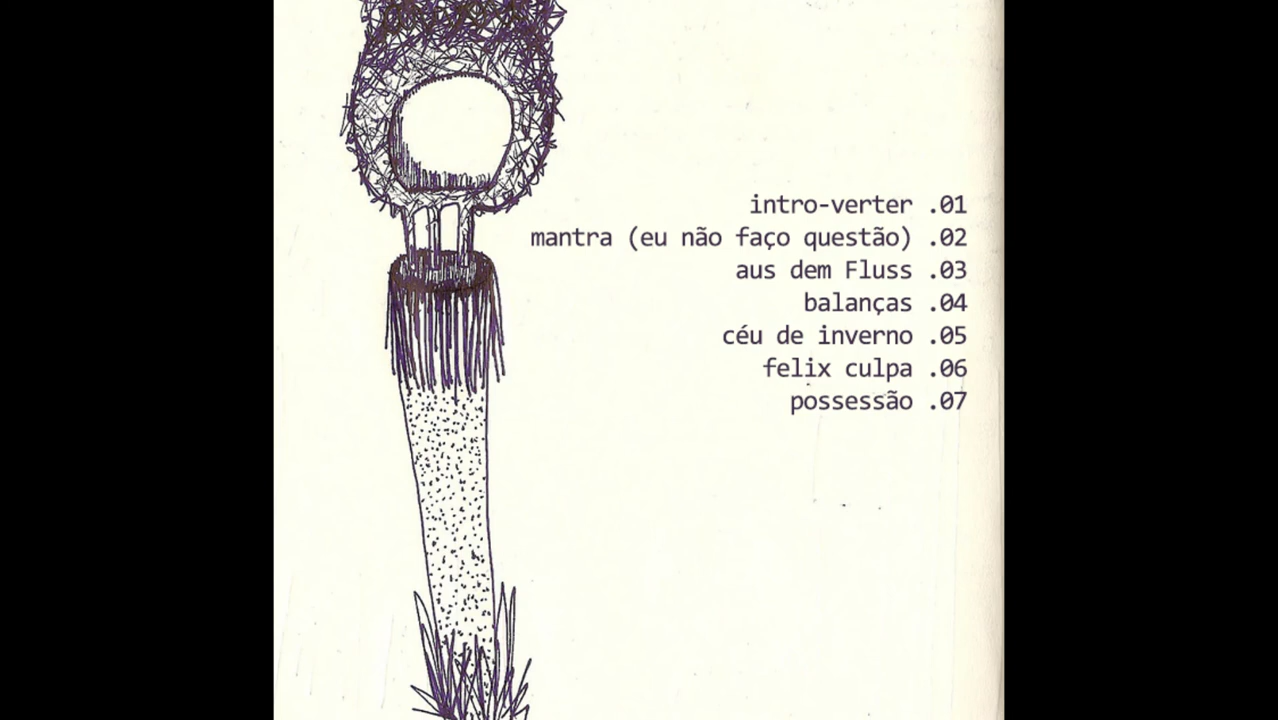 intro-verter .01
mantra (eu não faço questão) .02
aus dem Fluss .03
balanças .04
céu de inverno .05
felix culpa .06
possessão .07